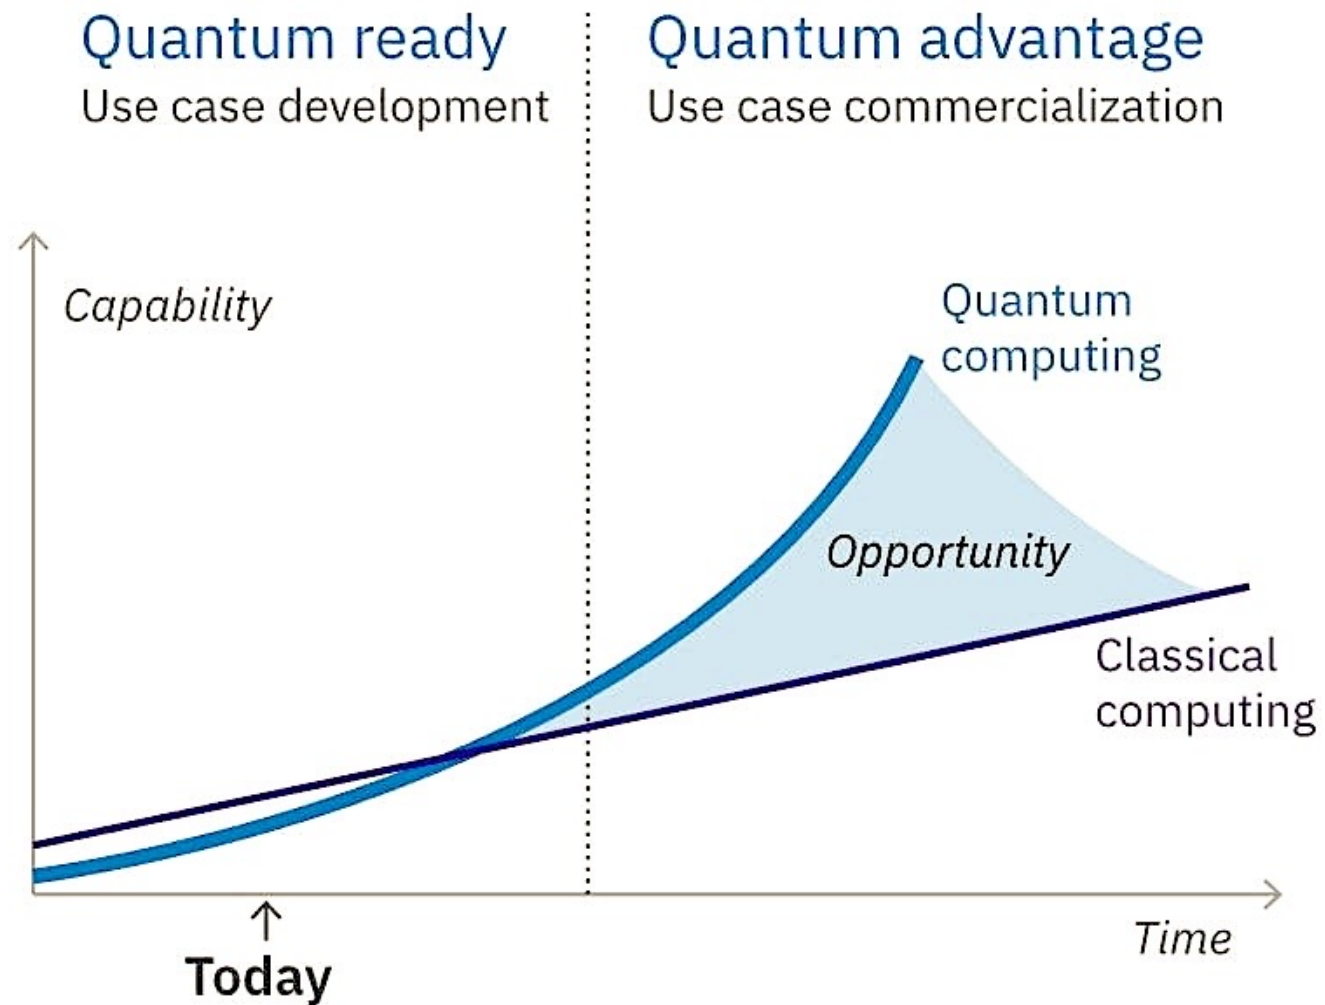 Quantum ready
Use case development
Quantum advantage
Use case commercialization
Capability
Quantum
computing
Opportunity
Classical
computing
Time
Today